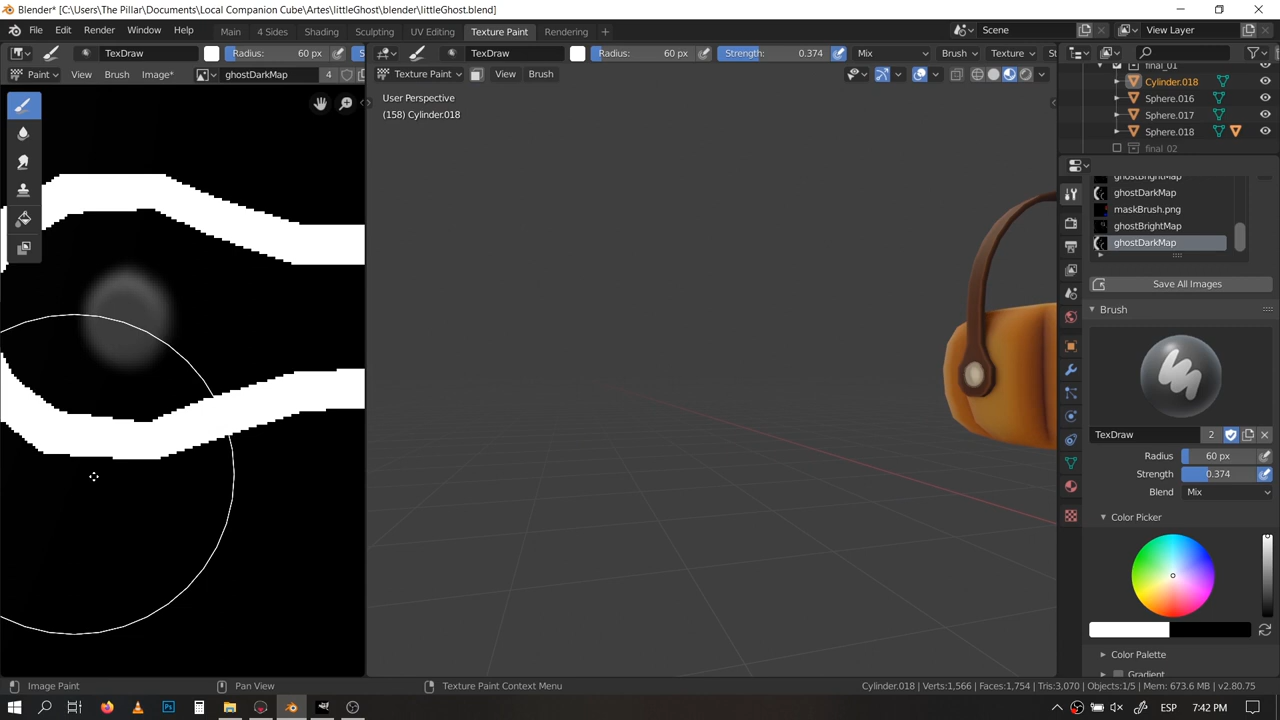 Blender* [C:\Users\The Pillar\Documents\Local Companion Cube\Artes\littleGhost\blender\littleGhost.blend]
File Edit Render Window Help Main 4 Sides Shading Sculpting UV Editing Texture Paint Rendering + Scene View Layer
TexDraw Radius: 60 px TexDraw Radius: 60 px Strength: 0.374 Mix Brush Texture St
Paint View Brush Image* ghostDarkMap 4 Texture Paint View Brush
User Perspective
(158) Cylinder.018
final_01
Cylinder.018
Sphere.016
Sphere.017
Sphere.018
final_02
ghostBrightMap
ghostDarkMap
maskBrush.png
ghostBrightMap
ghostDarkMap
Save All Images
Brush
TexDraw 2
Radius 60 px
Strength 0.374
Blend Mix
Color Picker
Color Palette
Gradient
Image Paint Pan View Texture Paint Context Menu Cylinder.018 | Verts:1,566 | Faces:1,754 | Tris:3,070 | Objects:1/5 | Mem: 673.6 MB | v2.80.75
ESP 7:42 PM